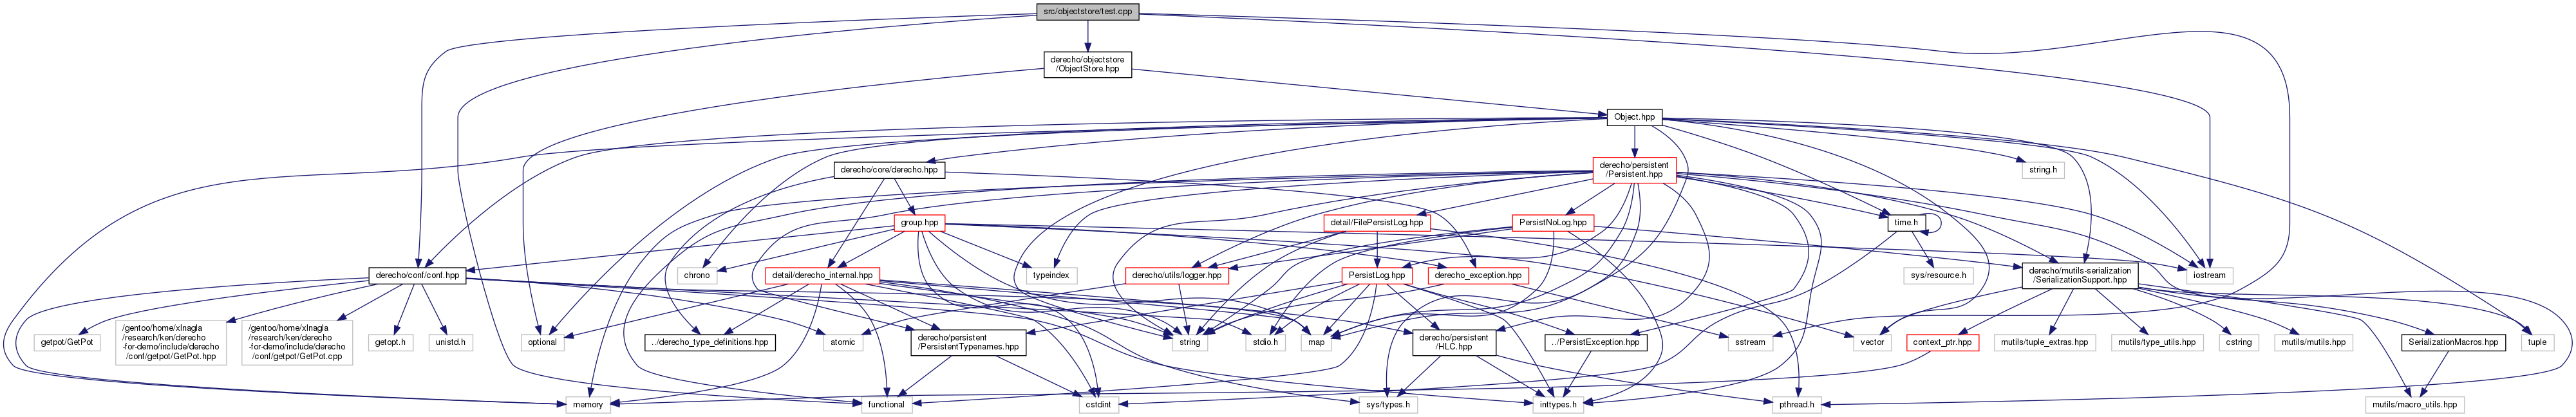 src/objectstore/test.cpp
derecho/objectstore
/ObjectStore.hpp
Object.hpp
derecho/core/derecho.hpp
derecho/persistent
/Persistent.hpp
string.h
group.hpp
detail/FilePersistLog.hpp
PersistNoLog.hpp
time.h
derecho/conf/conf.hpp
chrono
detail/derecho_internal.hpp
typeindex
derecho/utils/logger.hpp
PersistLog.hpp
derecho_exception.hpp
sys/resource.h
derecho/mutils-serialization
/SerializationSupport.hpp
iostream
getpot/GetPot
/gentoo/home/xlnagla
/research/ken/derecho
-for-demo/include/derecho
/conf/getpot/GetPot.hpp
/gentoo/home/xlnagla
/research/ken/derecho
-for-demo/include/derecho
/conf/getpot/GetPot.cpp
getopt.h
unistd.h
optional
../derecho_type_definitions.hpp
atomic
derecho/persistent
/PersistentTypenames.hpp
string
stdio.h
map
derecho/persistent
/HLC.hpp
../PersistException.hpp
sstream
vector
context_ptr.hpp
mutils/tuple_extras.hpp
mutils/type_utils.hpp
cstring
mutils/mutils.hpp
SerializationMacros.hpp
tuple
memory
functional
cstdint
sys/types.h
inttypes.h
pthread.h
mutils/macro_utils.hpp